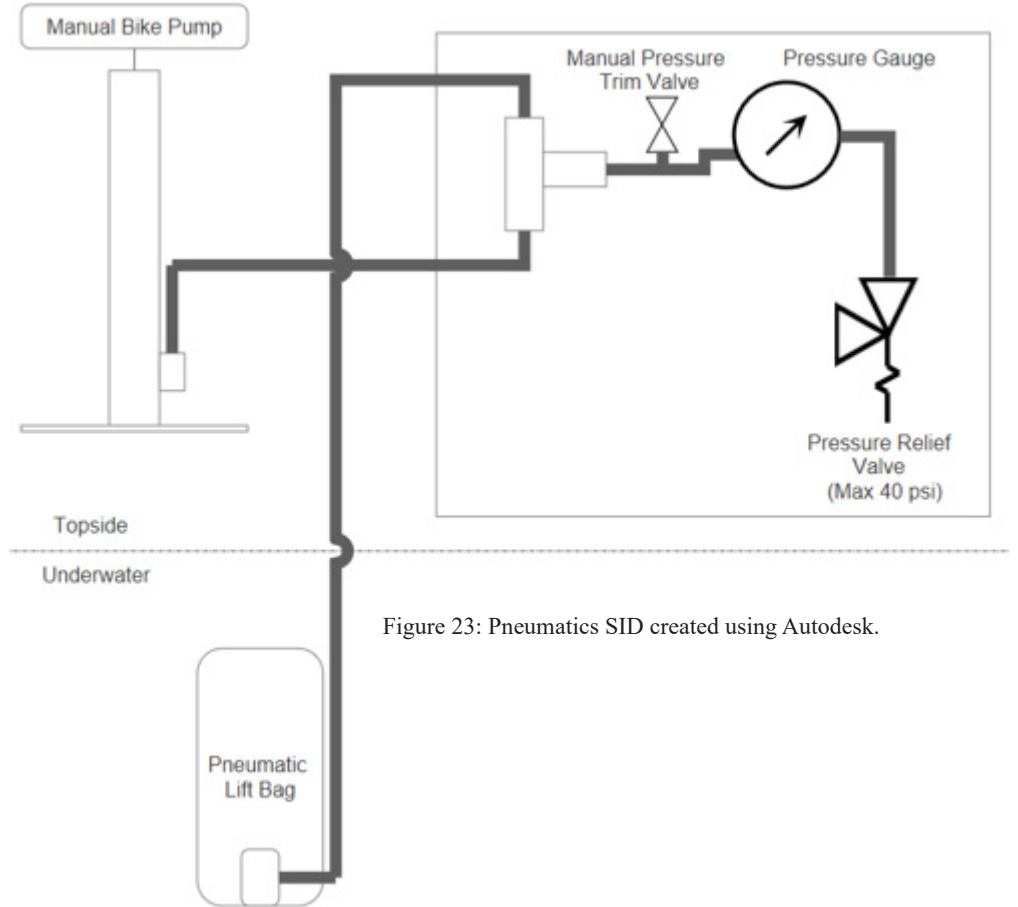 Manual Bike Pump
Manual Pressure
Trim Valve
Pressure Gauge
Pressure Relief
Valve
(Max 40 psi)
Topside
Underwater
Figure 23: Pneumatics SID created using Autodesk.
Pneumatic
Lift Bag